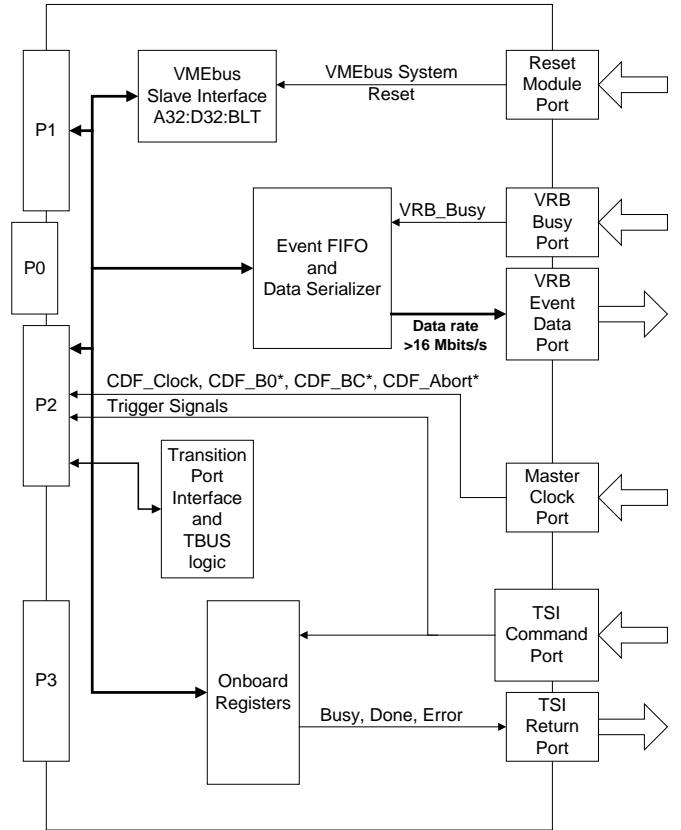 VMEbus
Slave Interface
A32:D32:BLT
VMEbus System
Reset
Reset
Module
Port
P1
VRB_Busy
VRB
Busy
Port
P0
Event FIFO
and
Data Serializer
VRB
Event
Data
Port
Data rate
>16 Mbits/s
P2
CDF_Clock, CDF_B0*, CDF_BC*, CDF_Abort*
Trigger Signals
Transition
Port
Interface
and
TBUS
logic
Master
Clock
Port
TSI
Command
Port
P3
Onboard
Registers
Busy, Done, Error
TSI
Return
Port